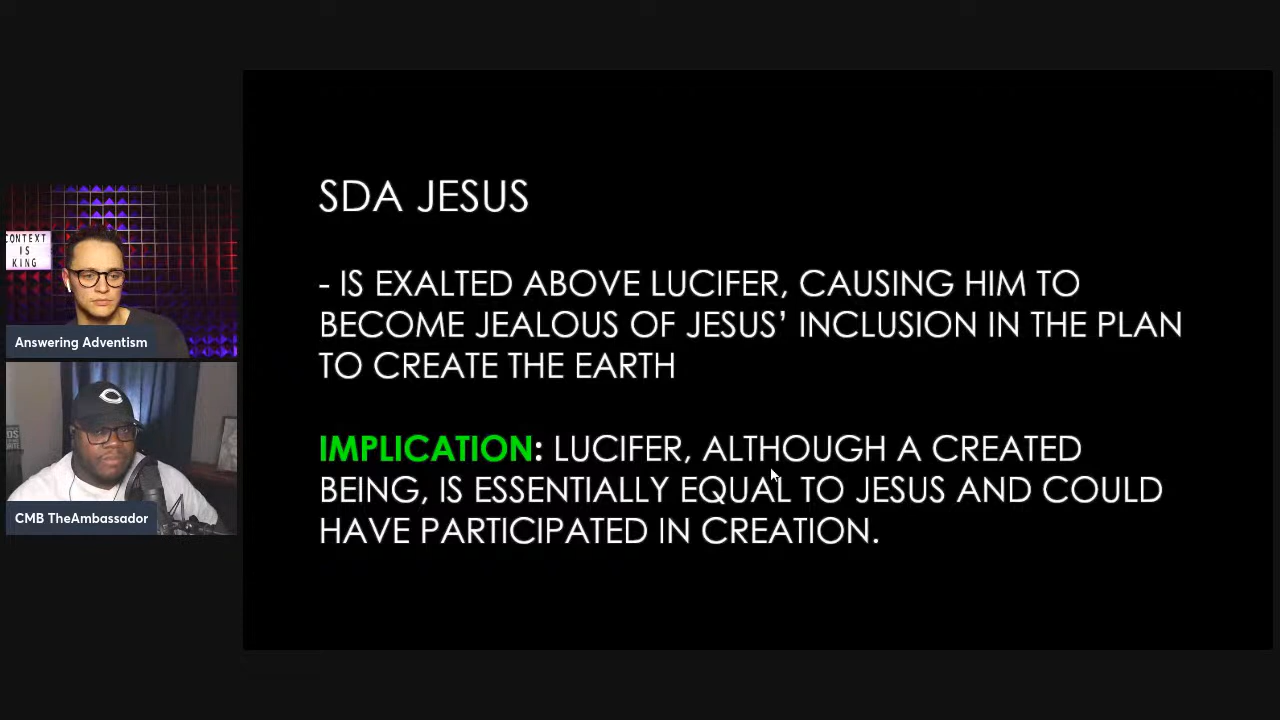 CONTEXT
IS
KING
Answering Adventism
C
CMB TheAmbassador
SDA JESUS
- IS EXALTED ABOVE LUCIFER, CAUSING HIM TO
BECOME JEALOUS OF JESUS’ INCLUSION IN THE PLAN
TO CREATE THE EARTH
IMPLICATION: LUCIFER, ALTHOUGH A CREATED
BEING, IS ESSENTIALLY EQUAL TO JESUS AND COULD
HAVE PARTICIPATED IN CREATION.